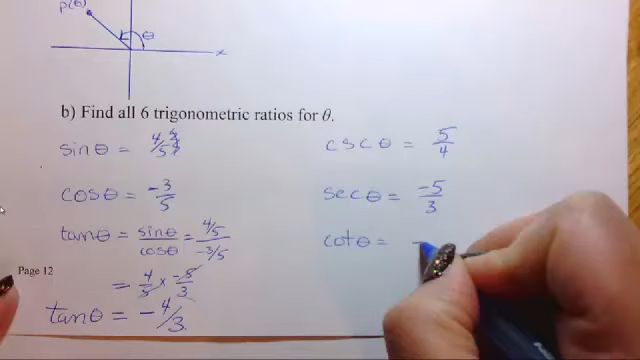 P(θ)
θ
x
b) Find all 6 trigonometric ratios for θ.
sinθ = 4/5
cscθ = 5/4
cosθ = -3/5
secθ = -5/3
tanθ = sinθ/cosθ = 4/5/-3/5
cotθ = -
Page 12
= 4/5 x -5/3
tanθ = -4/3